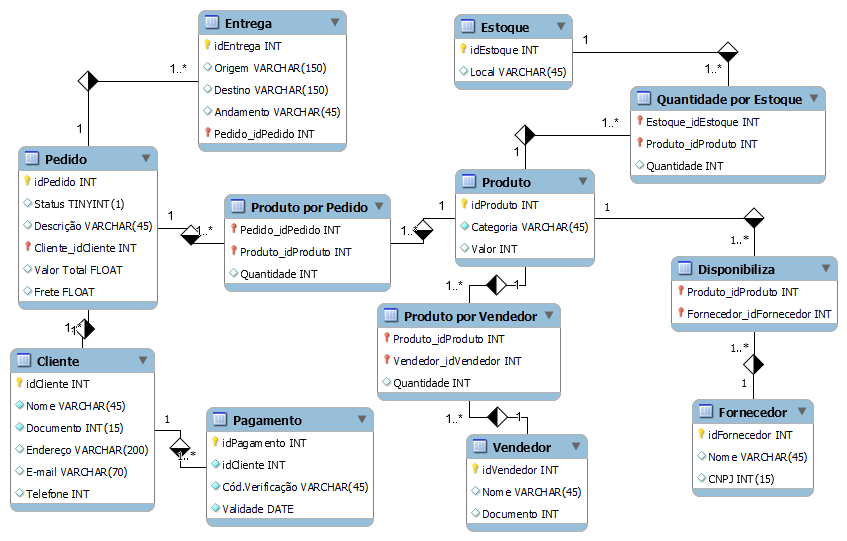 Entrega
idEntrega INT
Origem VARCHAR(150)
Destino VARCHAR(150)
Andamento VARCHAR(45)
Pedido_idPedido INT
1..*
1
Estoque
idEstoque INT
Local VARCHAR(45)
1
1..*
Quantidade por Estoque
Estoque_idEstoque INT
Produto_idProduto INT
Quantidade INT
1..*
1
Pedido
idPedido INT
Status TINYINT(1)
Descrição VARCHAR(45)
Cliente_idCliente INT
Valor Total FLOAT
Frete FLOAT
1
1..*
Produto por Pedido
Pedido_idPedido INT
Produto_idProduto INT
Quantidade INT
1
1..*
Produto
idProduto INT
Categoria VARCHAR(45)
Valor INT
1
1..*
Disponibiliza
Produto_idProduto INT
Fornecedor_idFornecedor INT
1..*
1
1..*
1
Produto por Vendedor
Produto_idProduto INT
Vendedor_idVendedor INT
Quantidade INT
1..*
1
1..*
1
Cliente
idCliente INT
Nome VARCHAR(45)
Documento INT(15)
Endereço VARCHAR(200)
E-mail VARCHAR(70)
Telefone INT
1
1..*
Pagamento
idPagamento INT
idCliente INT
Cód.Verificação VARCHAR(45)
Validade DATE
Vendedor
idVendedor INT
Nome VARCHAR(45)
Documento INT
Fornecedor
idFornecedor INT
Nome VARCHAR(45)
CNPJ INT(15)